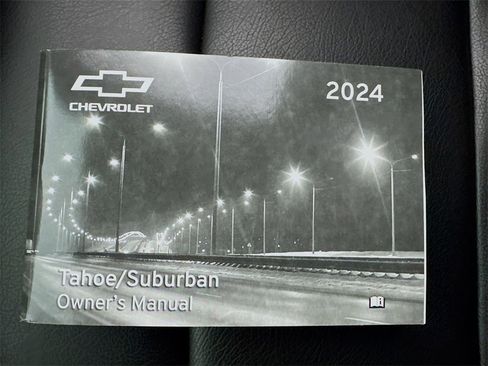 CHEVROLET
2024
Tahoe/Suburban
Owner's Manual